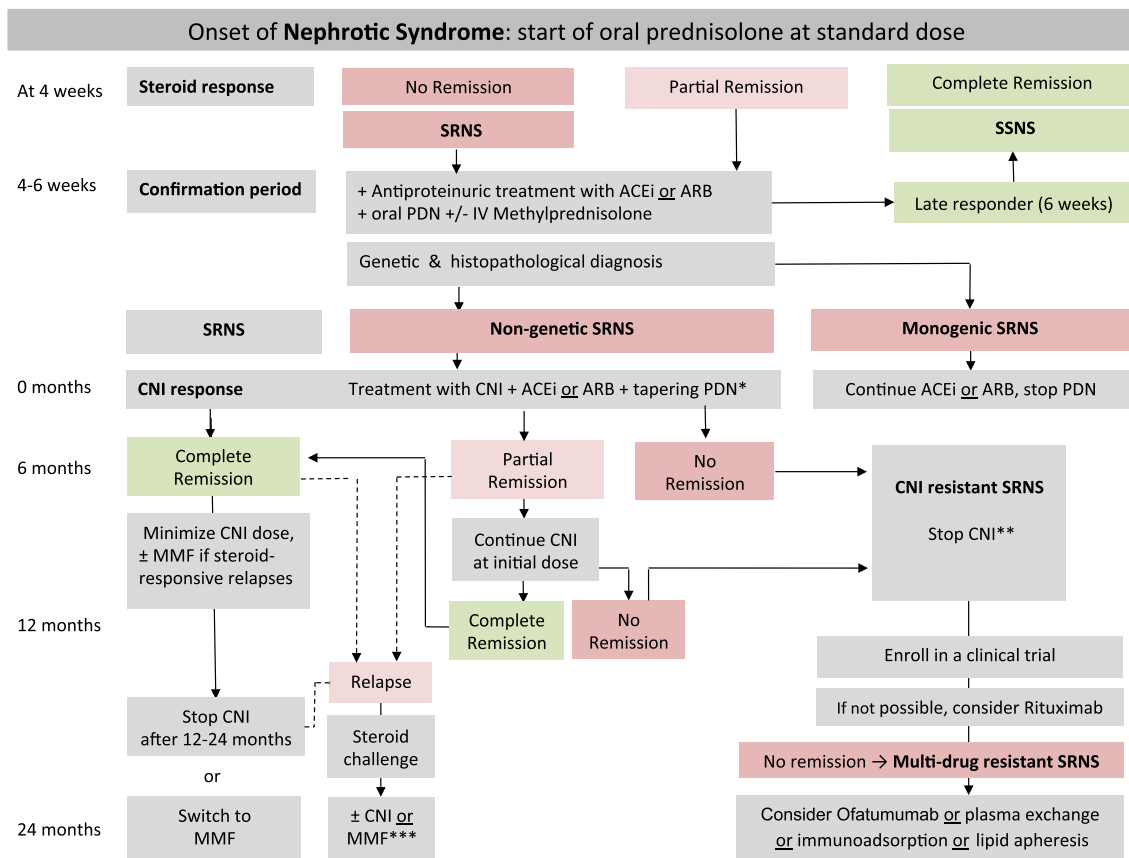 Onset of Nephrotic Syndrome: start of oral prednisolone at standard dose
At 4 weeks
Steroid response
No Remission
Partial Remission
Complete Remission
SRNS
SSNS
4-6 weeks
Confirmation period
+ Antiproteinuric treatment with ACEi or ARB
+ oral PDN +/- IV Methylprednisolone
Late responder (6 weeks)
Genetic & histopathological diagnosis
SRNS
Non-genetic SRNS
Monogenic SRNS
0 months
CNI response
Treatment with CNI + ACEi or ARB + tapering PDN*
Continue ACEi or ARB, stop PDN
6 months
Complete
Remission
Partial
Remission
No
Remission
CNI resistant SRNS
Stop CNI**
Minimize CNI dose,
± MMF if steroid-
responsive relapses
Continue CNI
at initial dose
12 months
Complete
Remission
No
Remission
Enroll in a clinical trial
Relapse
If not possible, consider Rituximab
Stop CNI
after 12-24 months
Steroid
challenge
No remission → Multi-drug resistant SRNS
or
24 months
Switch to
MMF
± CNI or
MMF***
Consider Ofatumumab or plasma exchange
or immunoadsorption or lipid apheresis